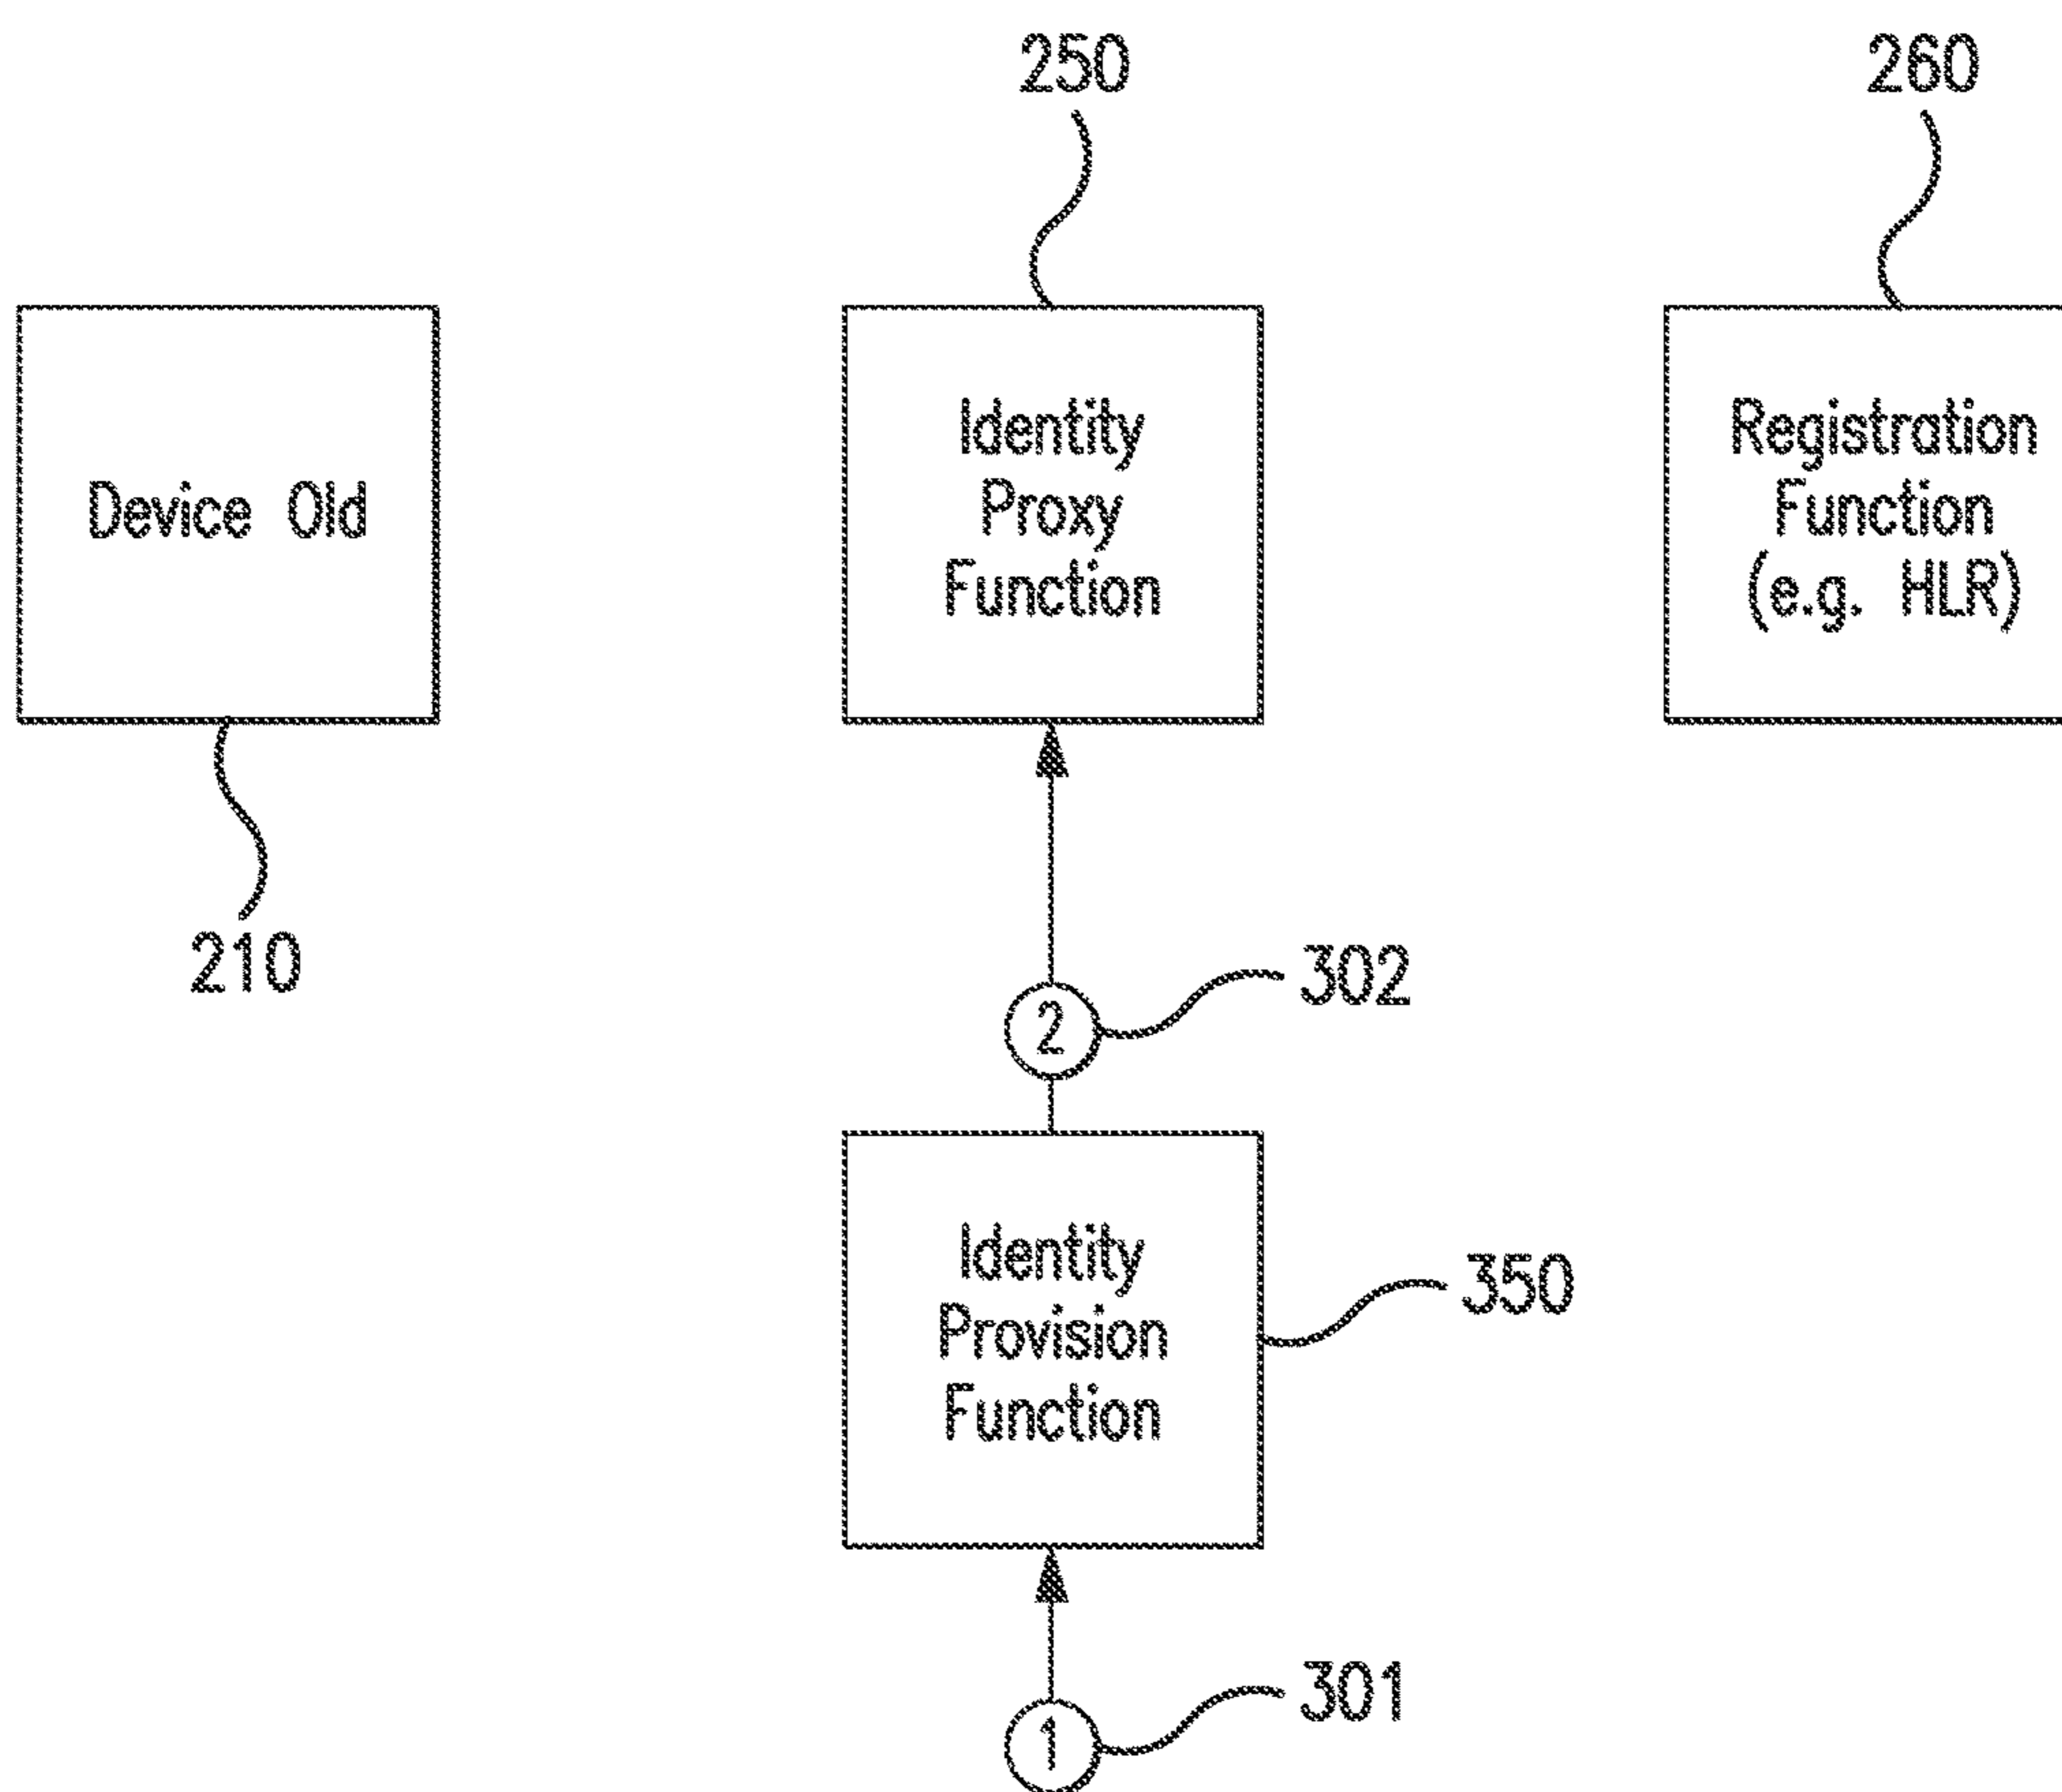 250
260
Device Old
Identity
Proxy
Function
Registration
Function
(e.g. HLR)
210
2
302
Identity
Provision
Function
350
1
301